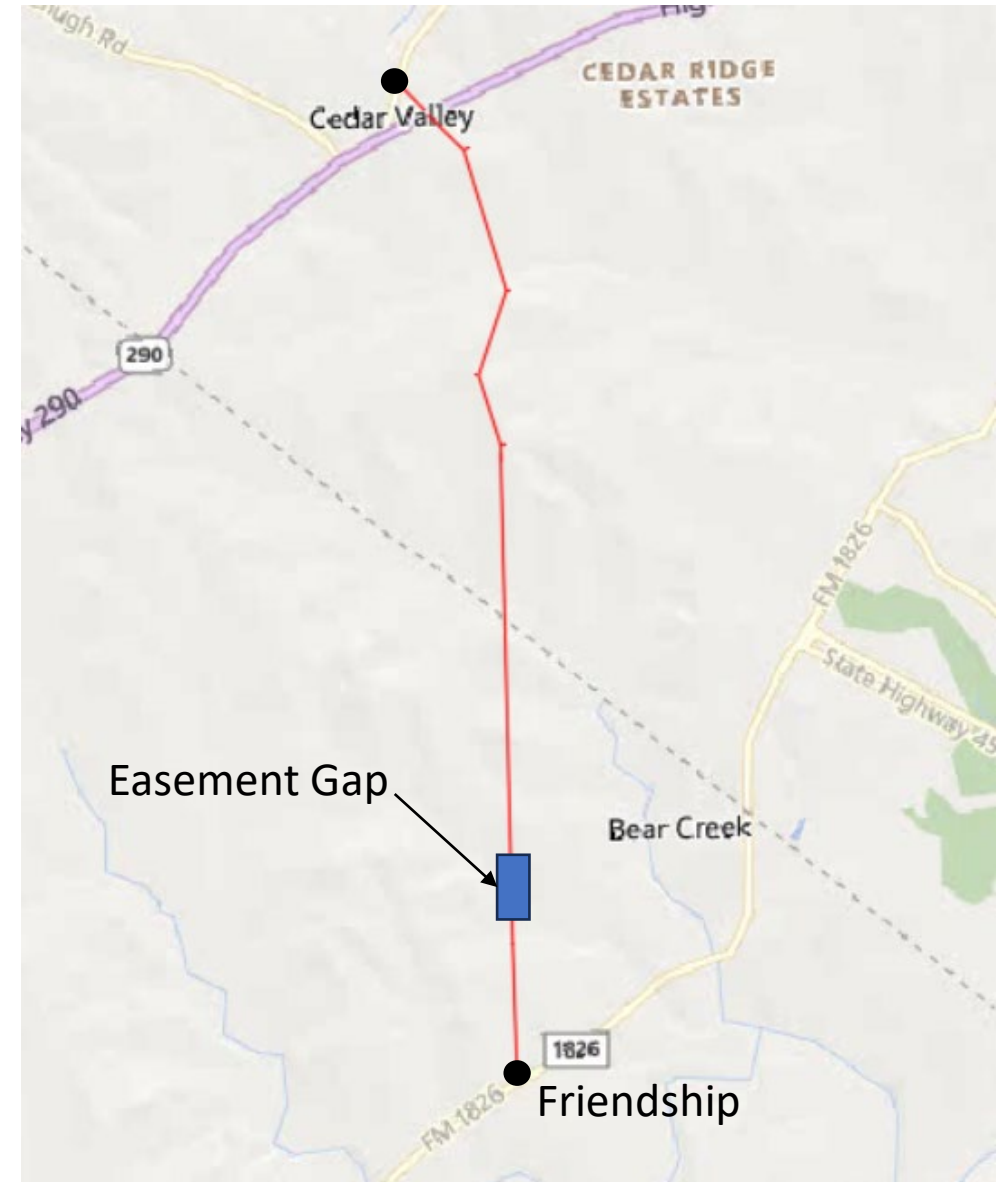 CEDAR RIDGE
ESTATES
Cedar Valley
290
y 290
FM 1826
State Highway 45
Easement Gap
Bear Creek
1826
Friendship
FM 1826